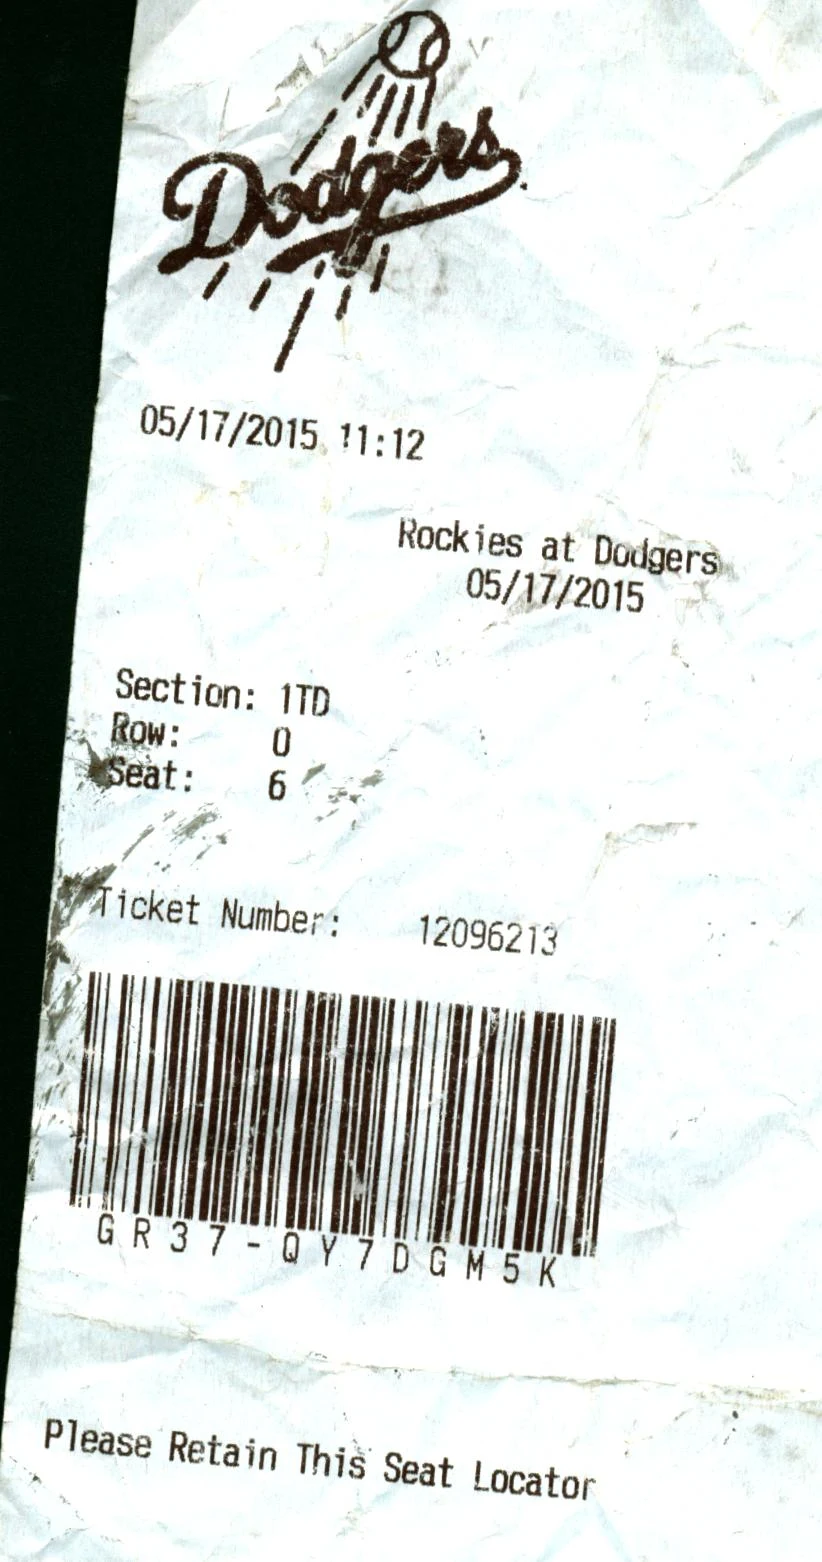 Dodgers
05/17/2015 11:12
Rockies at Dodgers
05/17/2015
Section: 1TD
Row: 0
Seat: 6
Ticket Number: 12096213
GR37-QY7DGM5K
Please Retain This Seat Locator